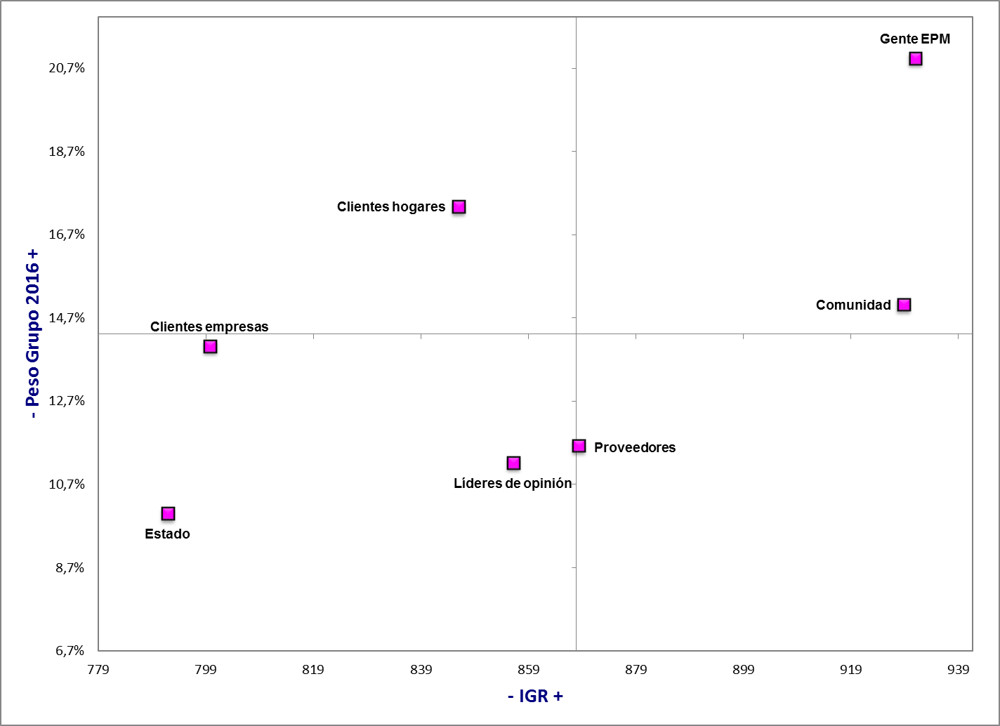 Gente EPM
20,7%
18,7%
Clientes hogares
16,7%
Comunidad
14,7%
Clientes empresas
- Peso Grupo 2016 +
12,7%
Proveedores
10,7%
Líderes de opinión
Estado
8,7%
6,7%
779 799 819 839 859 879 899 919 939
- IGR +